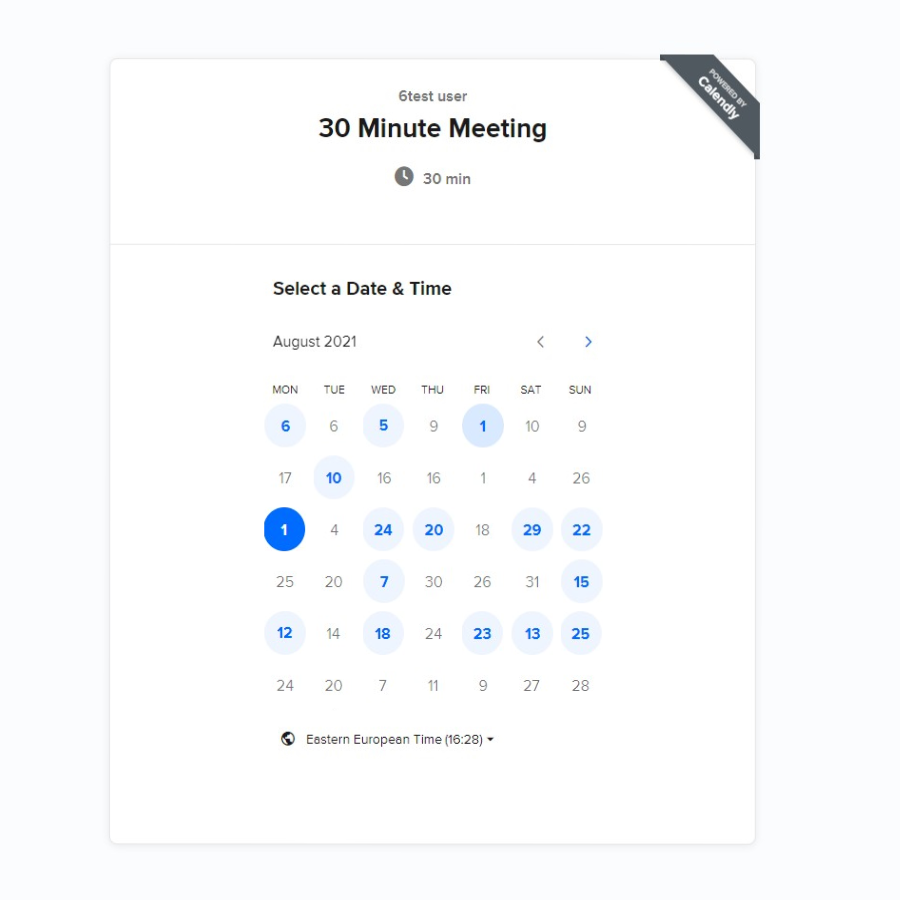 POWERED BY
Calendly
6test user
30 Minute Meeting
30 min
Select a Date & Time
August 2021
MON TUE WED THU FRI SAT SUN
6 6 5 9 1 10 9
17 10 16 16 1 4 26
1 4 24 20 18 29 22
25 20 7 30 26 31 15
12 14 18 24 23 13 25
24 20 7 11 9 27 28
Eastern European Time (16:28)